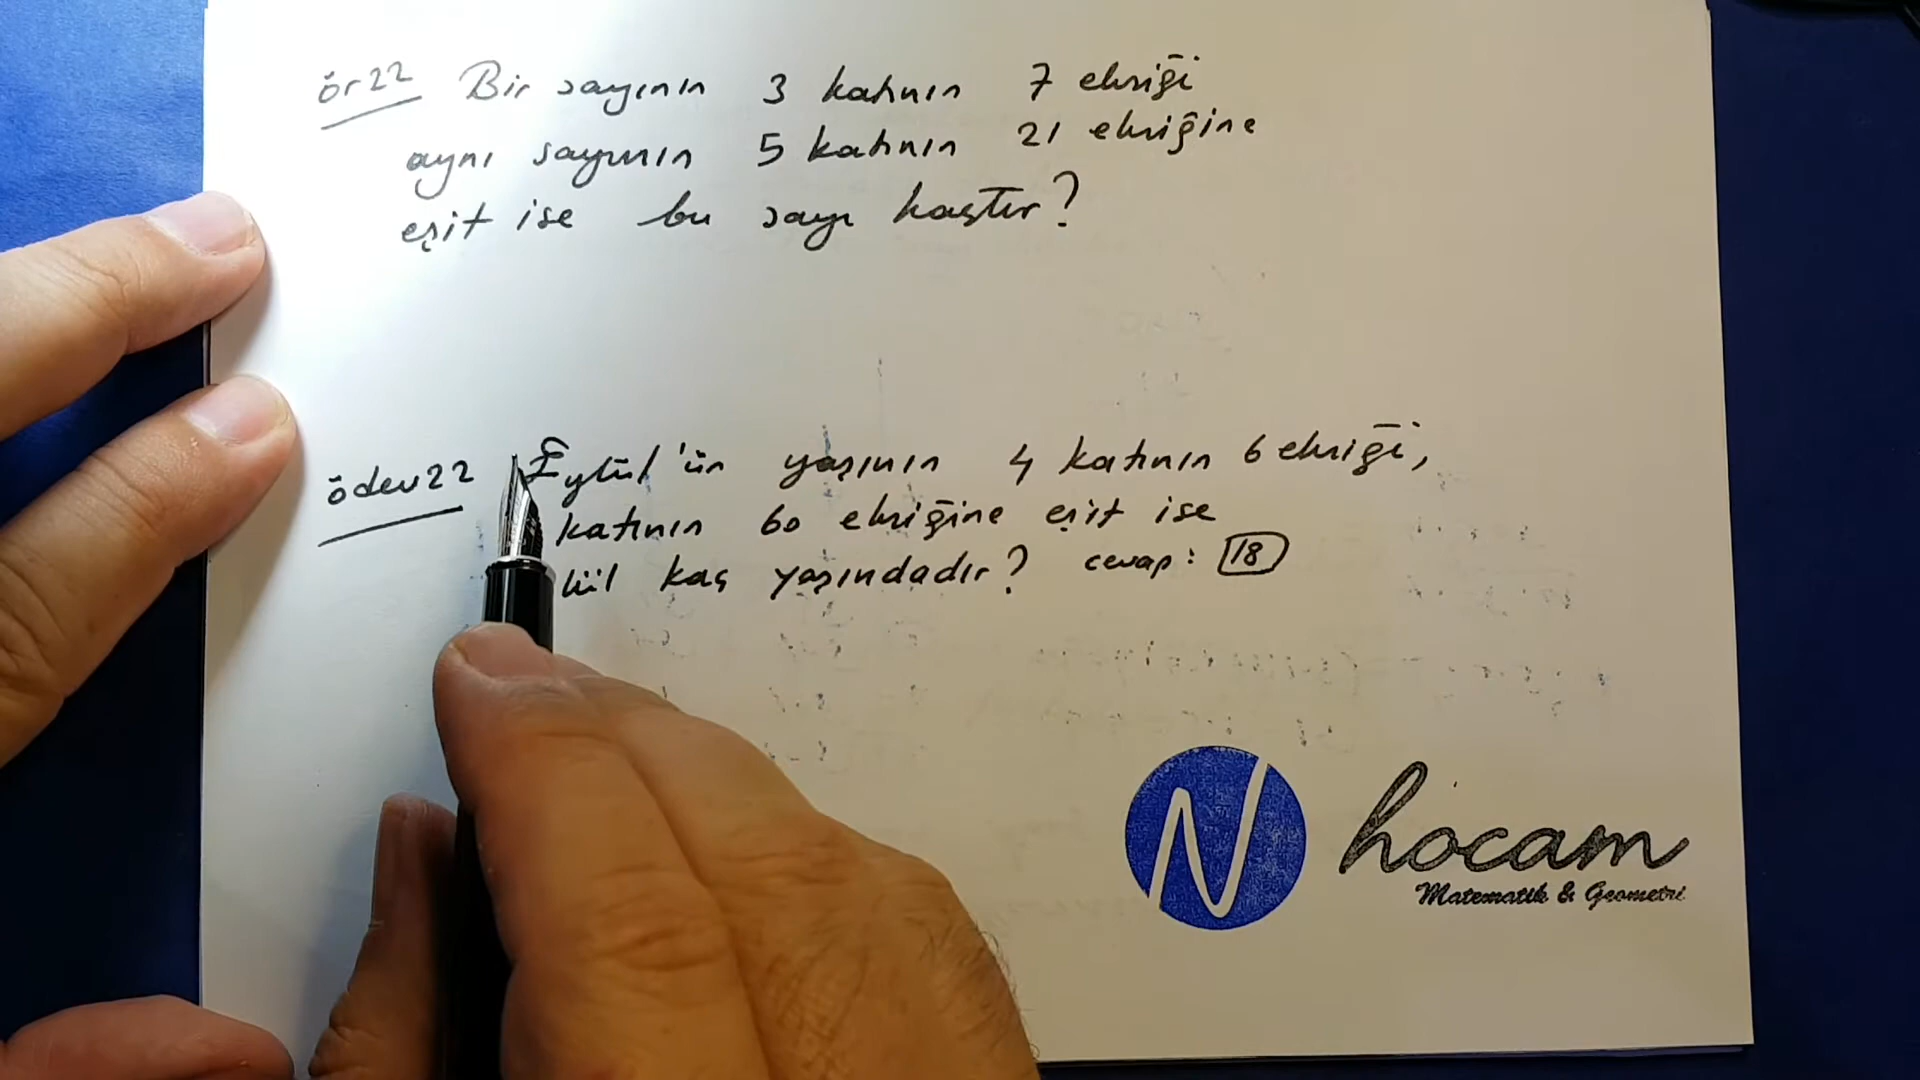 ör22 Bir sayının 3 katının 7 eksiği
aynı sayının 5 katının 21 eksiğine
eşit ise bu sayı kaçtır?
ödev22 Eylül'ün yaşının 4 katının 6 eksiği,
katının 60 eksiğine eşit ise
kaç yaşındadır? cevap: 18
N hocam
Matematik & Geometri